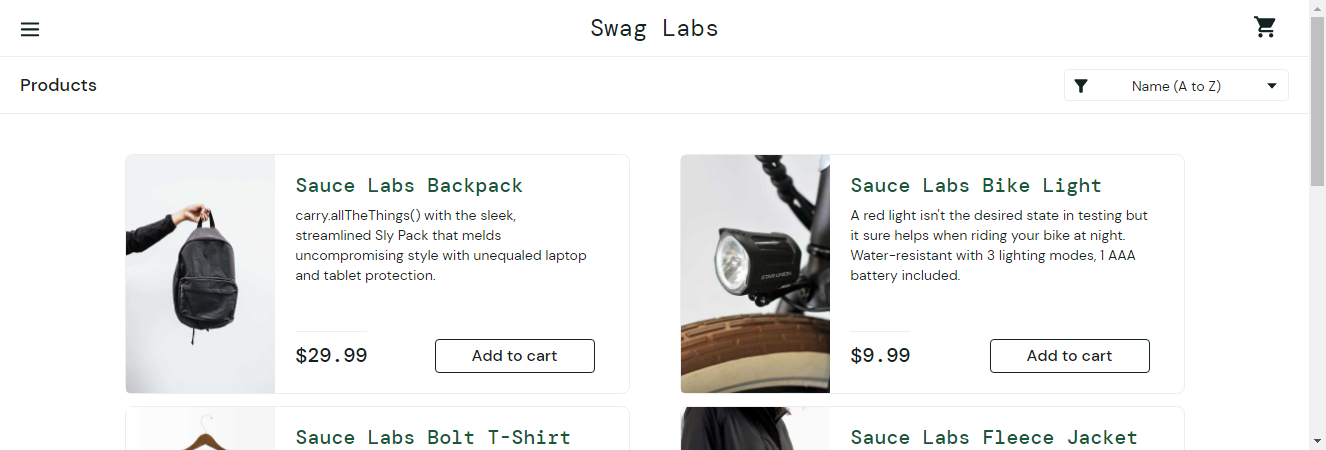 Swag Labs
Products
Name (A to Z)
Sauce Labs Backpack
carry.allTheThings() with the sleek,
streamlined Sly Pack that melds
uncompromising style with unequaled laptop
and tablet protection.
$29.99
Add to cart
Sauce Labs Bike Light
A red light isn't the desired state in testing but
it sure helps when riding your bike at night.
Water-resistant with 3 lighting modes, 1 AAA
battery included.
STAR UNION
$9.99
Add to cart
Sauce Labs Bolt T-Shirt
Sauce Labs Fleece Jacket